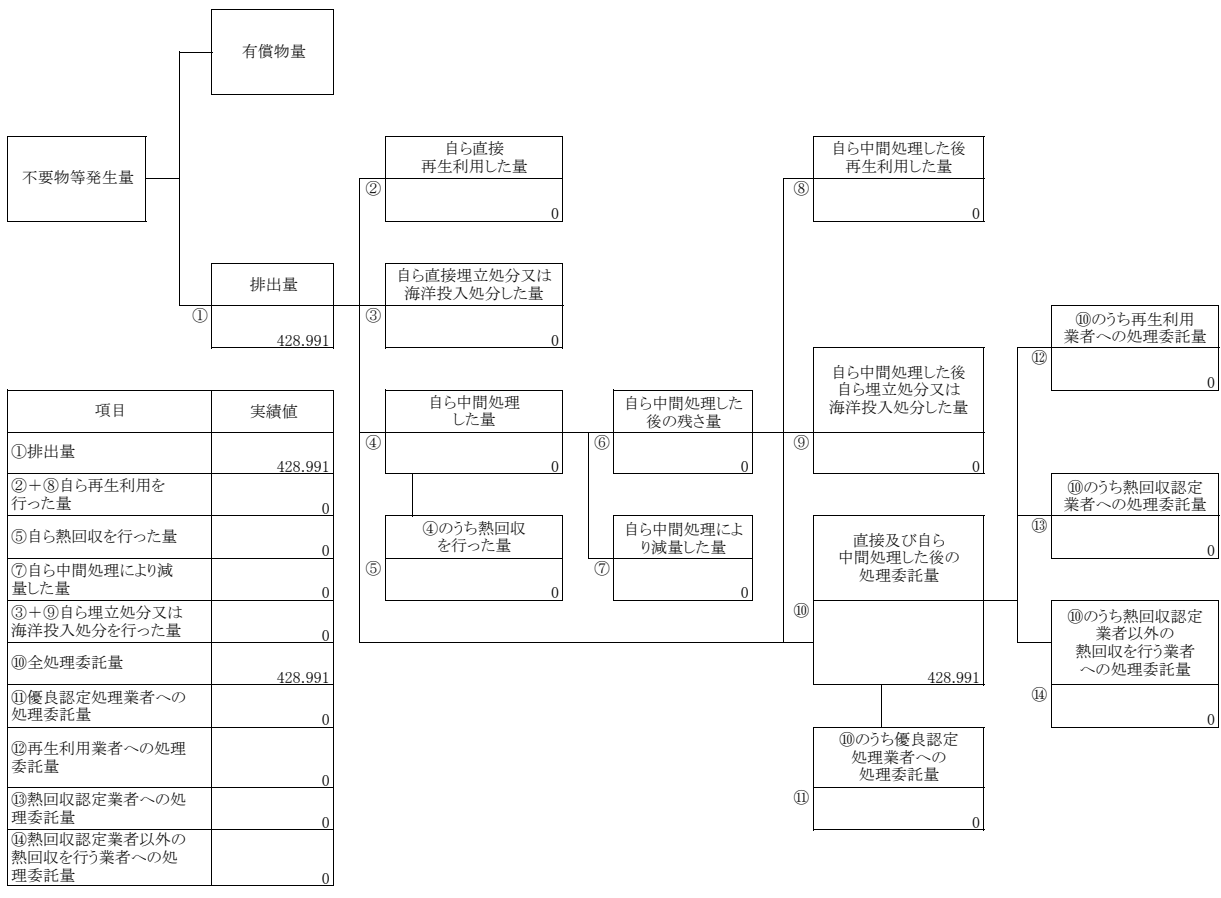 有償物量
不要物等発生量
排出量
①
428.991
自ら直接
再生利用した量
②
0
自ら直接埋立処分又は
海洋投入処分した量
③
0
自ら中間処理
した量
④
0
④のうち熱回収
を行った量
⑤
0
自ら中間処理した
後の残さ量
⑥
0
自ら中間処理によ
り減量した量
⑦
0
自ら中間処理した後
再生利用した量
⑧
0
自ら中間処理した後
自ら埋立処分又は
海洋投入処分した量
⑨
0
直接及び自ら
中間処理した後の
処理委託量
⑩
428.991
⑩のうち優良認定
処理業者への
処理委託量
⑪
0
⑩のうち再生利用
業者への処理委託量
⑫
0
⑩のうち熱回収認定
業者への処理委託量
⑬
0
⑩のうち熱回収認定
業者以外の
熱回収を行う業者
への処理委託量
⑭
0
項目 実績値
①排出量
428.991
②＋⑧自ら再生利用を
行った量
0
⑤自ら熱回収を行った量
0
⑦自ら中間処理により減
量した量
0
③＋⑨自ら埋立処分又は
海洋投入処分を行った量
0
⑩全処理委託量
428.991
⑪優良認定処理業者への
処理委託量
0
⑫再生利用業者への処理
委託量
0
⑬熱回収認定業者への処
理委託量
0
⑭熱回収認定業者以外の
熱回収を行う業者への処
理委託量
0